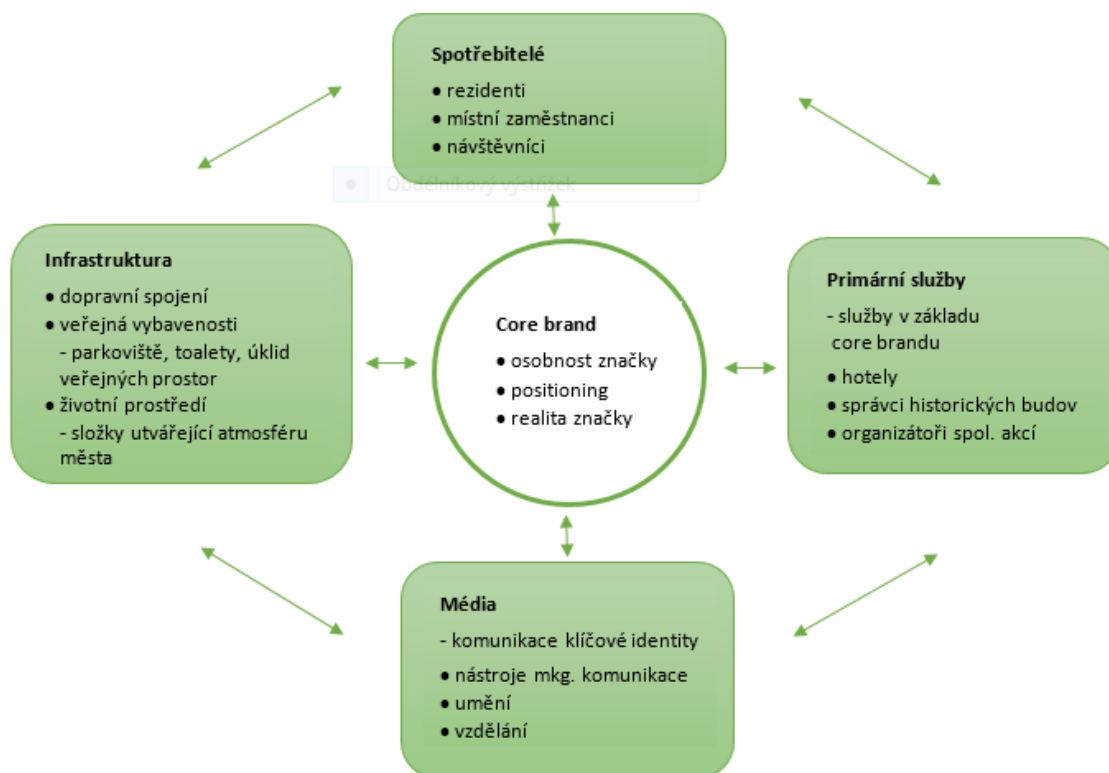 Spotřebitelé
● rezidenti
● místní zaměstnanci
● návštěvníci
Obdélníkový výstřižek
Infrastruktura
● dopravní spojení
● veřejná vybavenosti
- parkoviště, toalety, úklid
veřejných prostor
● životní prostředí
- složky utvářející atmosféru
města
Core brand
● osobnost značky
● positioning
● realita značky
Primární služby
- služby v základu
core brandu
● hotely
● správci historických budov
● organizátoři spol. akcí
Média
- komunikace klíčové identity
● nástroje mkg. komunikace
● umění
● vzdělání